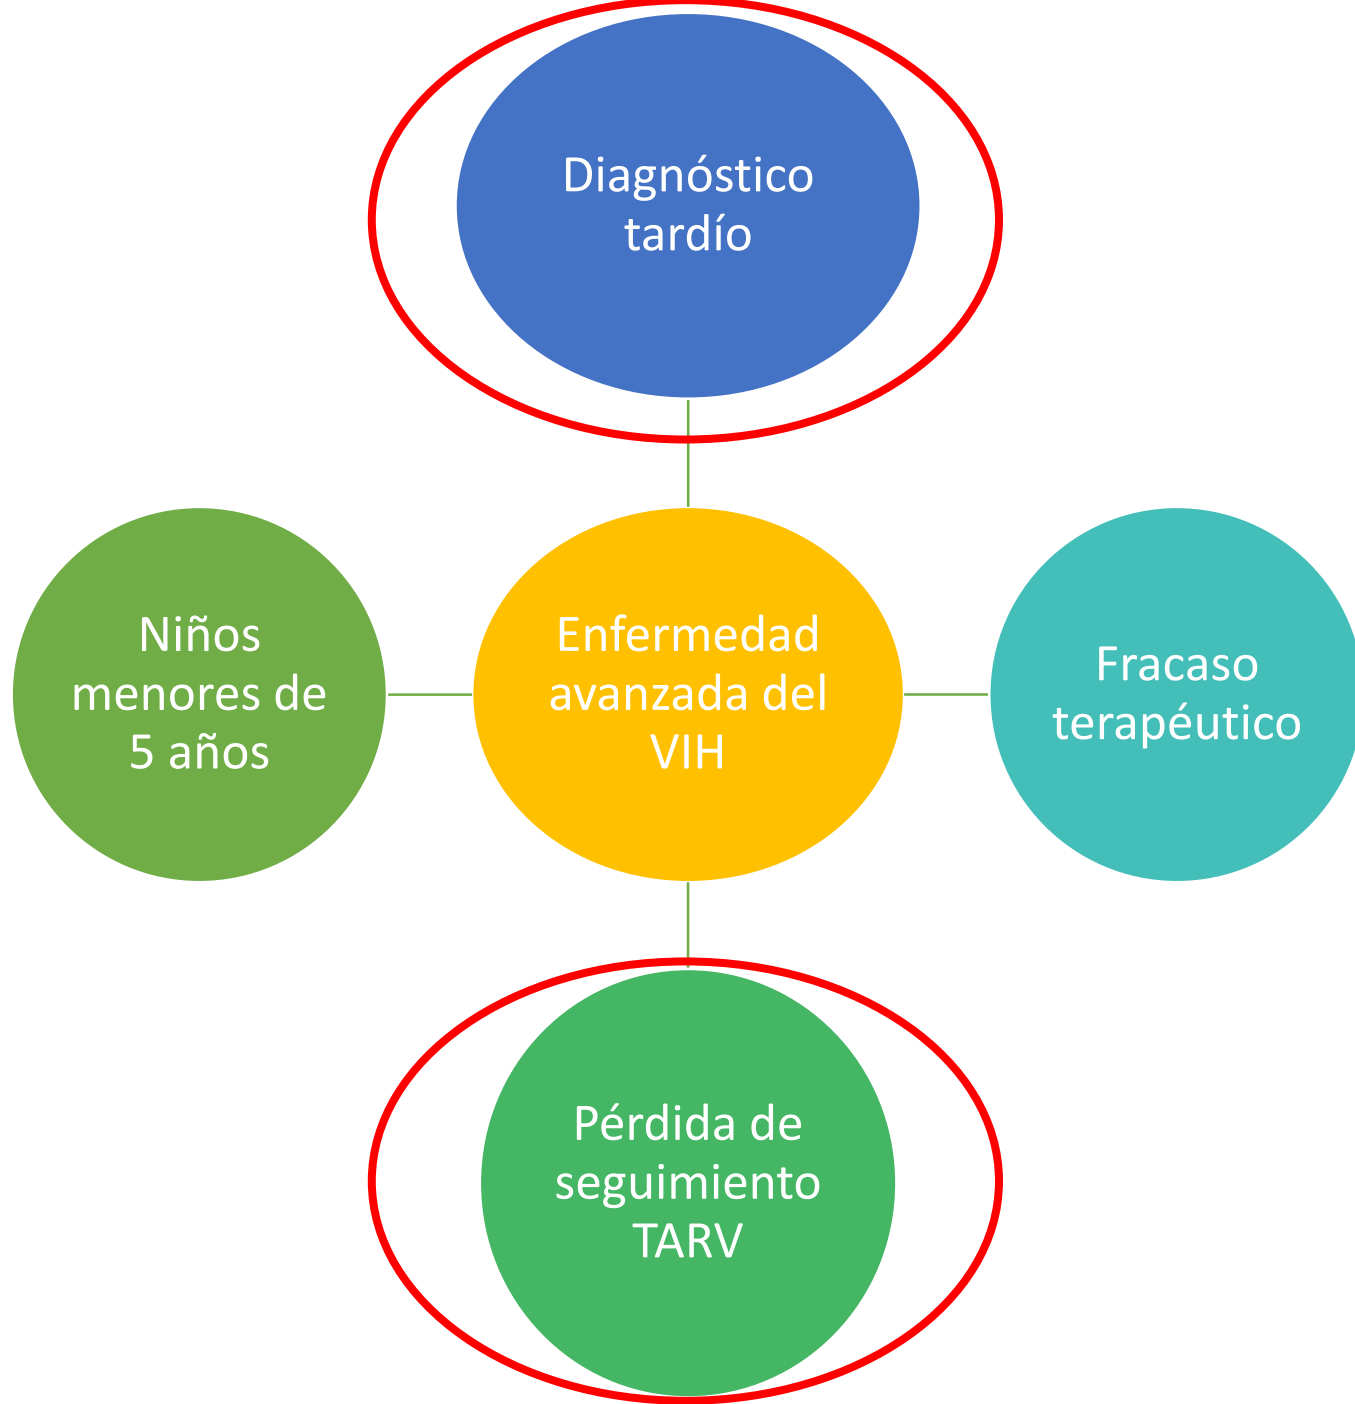 Diagnóstico
tardío
Niños
menores de
5 años
Enfermedad
avanzada del
VIH
Fracaso
terapéutico
Pérdida de
seguimiento
TARV